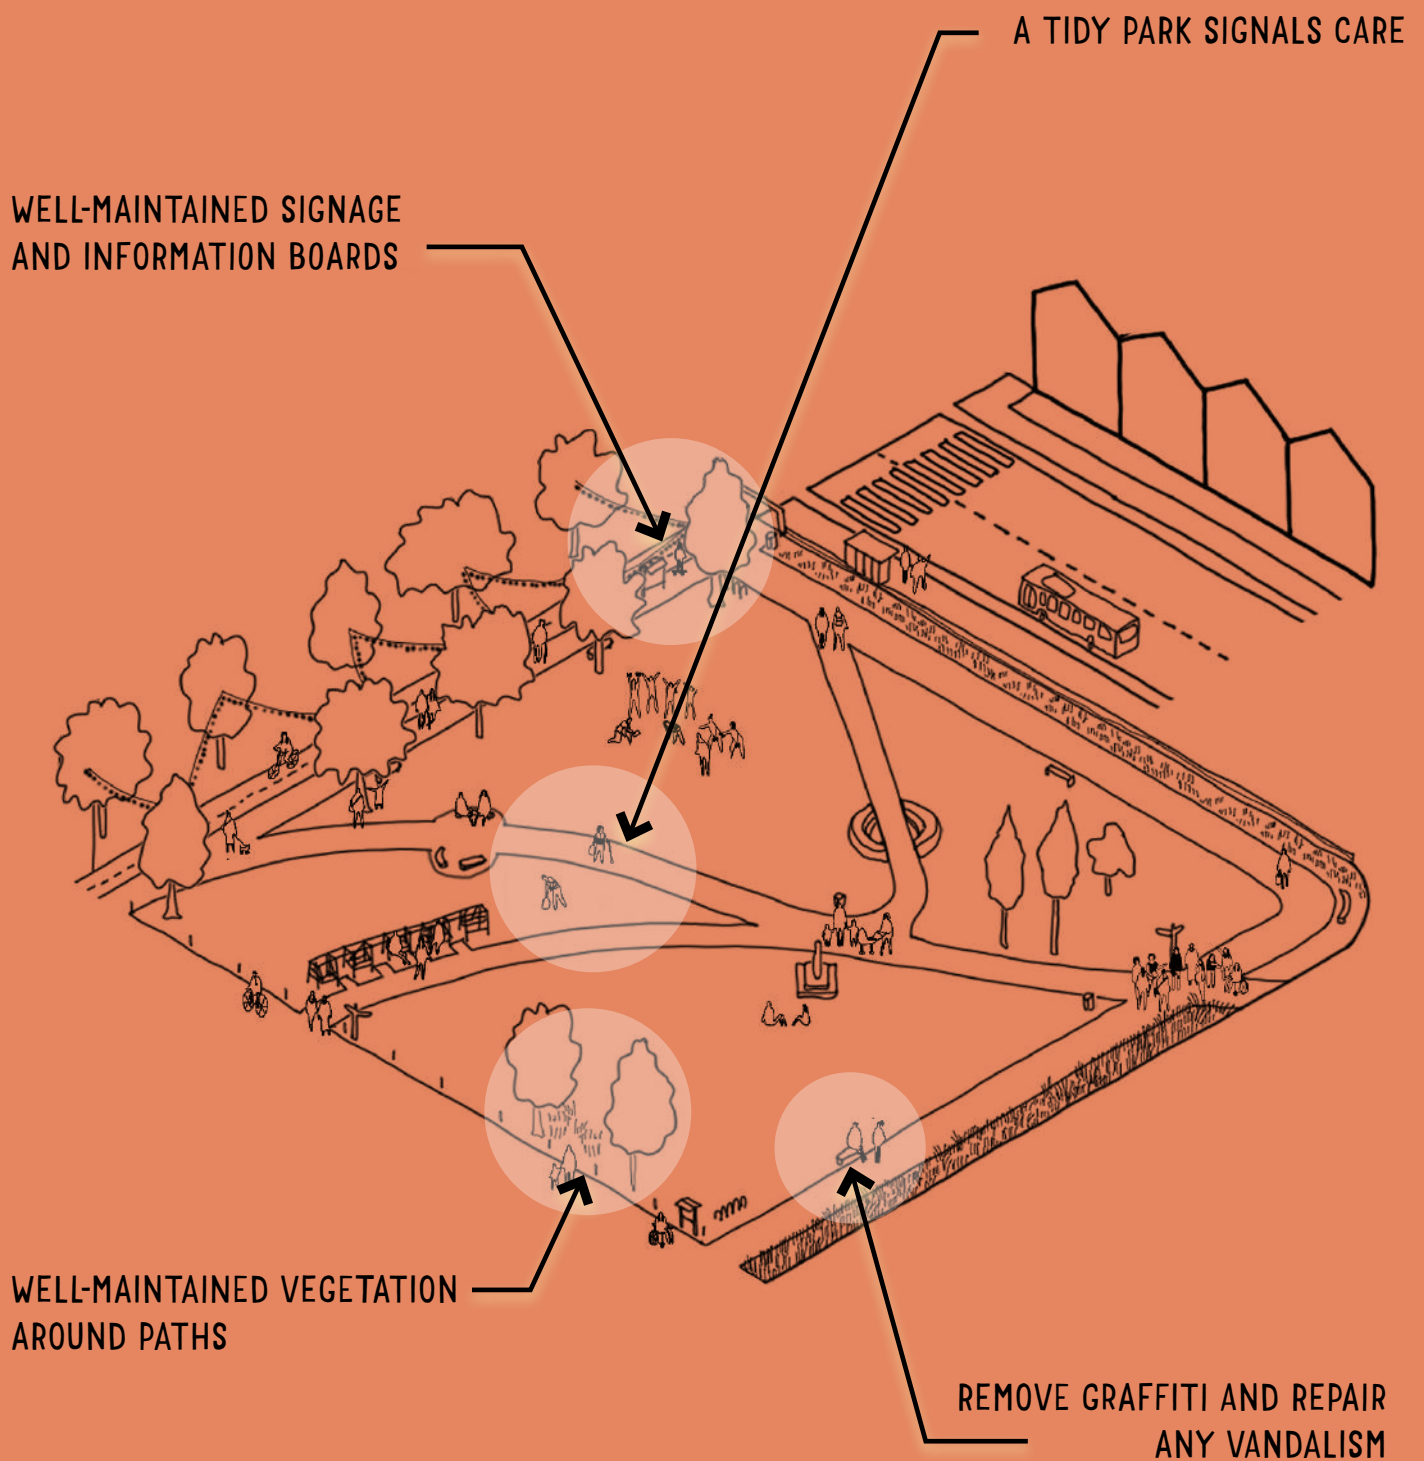 A TIDY PARK SIGNALS CARE
WELL-MAINTAINED SIGNAGE
AND INFORMATION BOARDS
WELL-MAINTAINED VEGETATION
AROUND PATHS
REMOVE GRAFFITI AND REPAIR
ANY VANDALISM